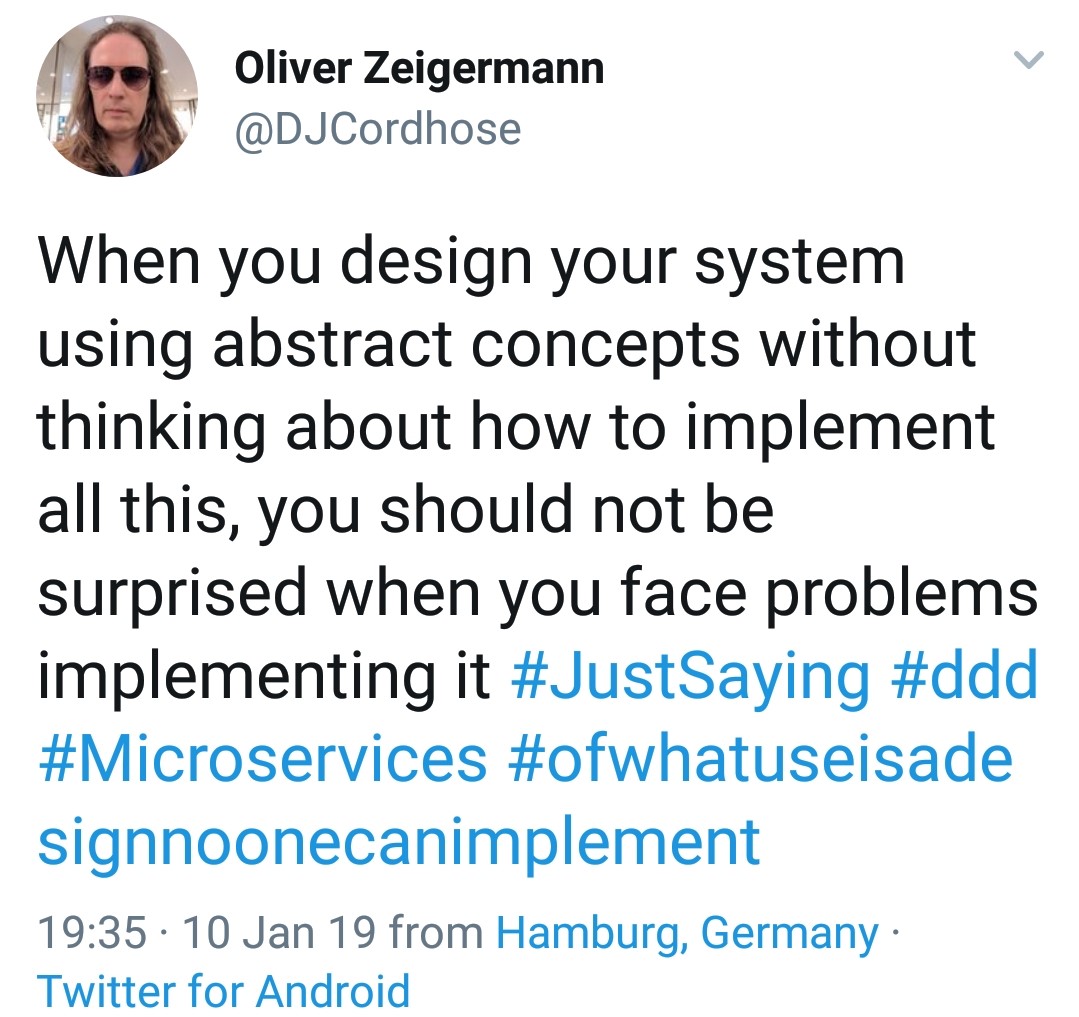 Oliver Zeigermann
@DJCordhose
When you design your system
using abstract concepts without
thinking about how to implement
all this, you should not be
surprised when you face problems
implementing it #JustSaying #ddd
#Microservices #ofwhatuseisade
signnoonecanimplement
19:35 · 10 Jan 19 from Hamburg, Germany ·
Twitter for Android